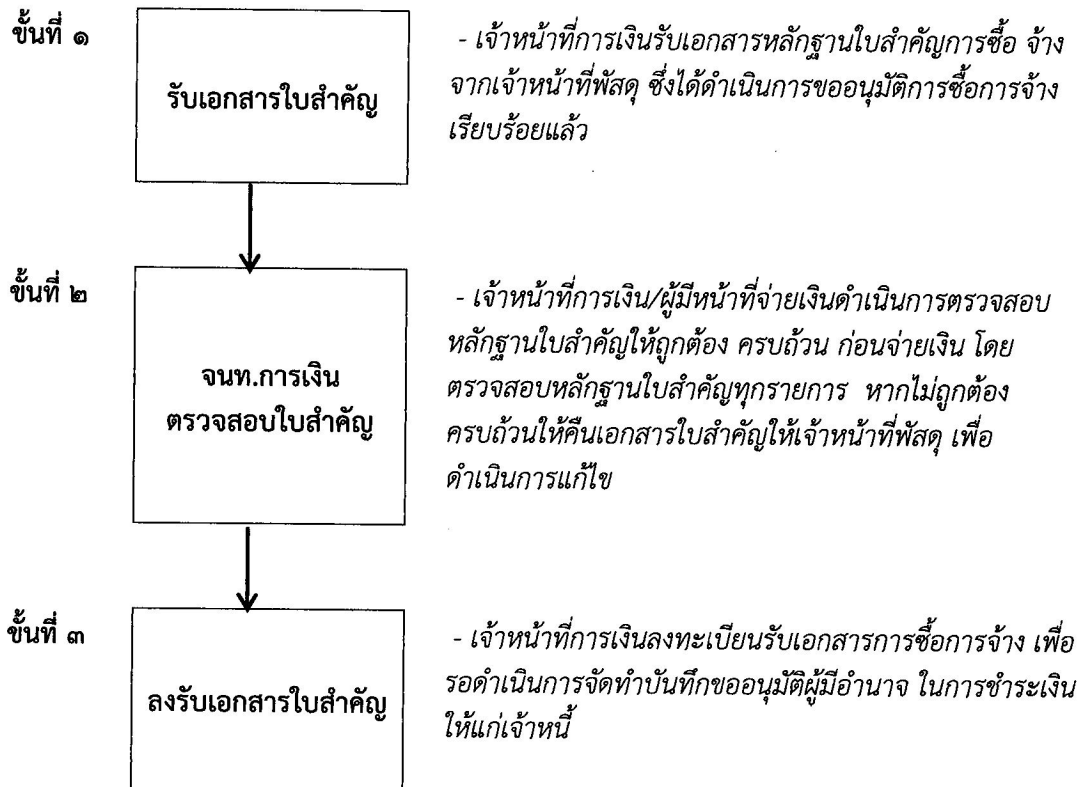 ขั้นที่ ๑
รับเอกสารใบสำคัญ
- เจ้าหน้าที่การเงินรับเอกสารหลักฐานใบสำคัญการซื้อ จ้าง
จากเจ้าหน้าที่พัสดุ ซึ่งได้ดำเนินการขออนุมัติการซื้อการจ้าง
เรียบร้อยแล้ว
ขั้นที่ ๒
จนท.การเงิน
ตรวจสอบใบสำคัญ
- เจ้าหน้าที่การเงิน/ผู้มีหน้าที่จ่ายเงินดำเนินการตรวจสอบ
หลักฐานใบสำคัญให้ถูกต้อง ครบถ้วน ก่อนจ่ายเงิน โดย
ตรวจสอบหลักฐานใบสำคัญทุกรายการ หากไม่ถูกต้อง
ครบถ้วนให้คืนเอกสารใบสำคัญให้เจ้าหน้าที่พัสดุ เพื่อ
ดำเนินการแก้ไข
ขั้นที่ ๓
ลงรับเอกสารใบสำคัญ
- เจ้าหน้าที่การเงินลงทะเบียนรับเอกสารการซื้อการจ้าง เพื่อ
รอดำเนินการจัดทำบันทึกขออนุมัติผู้มีอำนาจ ในการชำระเงิน
ให้แก่เจ้าหนี้